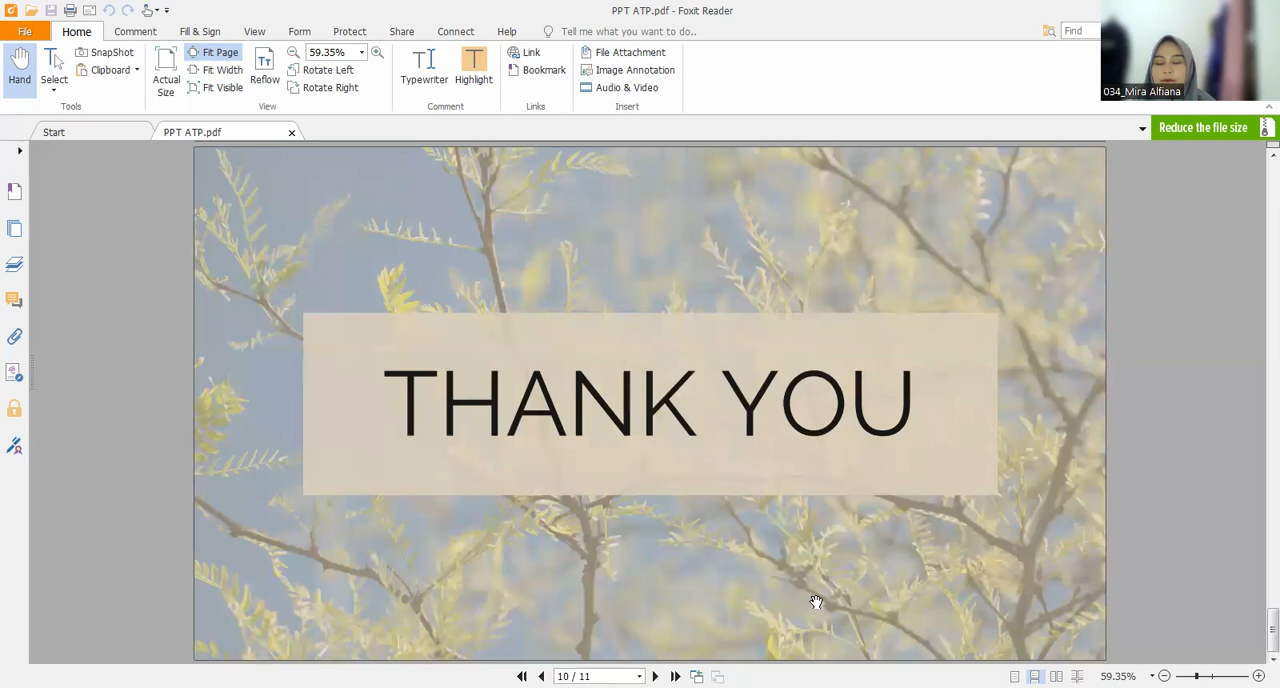 PPT ATP.pdf - Foxit Reader
File Home Comment View Form Protect Fill & Sign Share Connect Help Tell me what you want to do.. Find
034_Mira Alfiana
Hand
Select
SnapShot
Clipboard
Tools
Actual Size
Fit Page
Fit Width
Fit Visible
Reflow
59.35%
Rotate Left
Rotate Right
View
Typewriter
Highlight
Comment
Link
Bookmark
Links
File Attachment
Image Annotation
Audio & Video
Insert
Start
PPT ATP.pdf
Reduce the file size
THANK YOU
10 / 11
59.35%